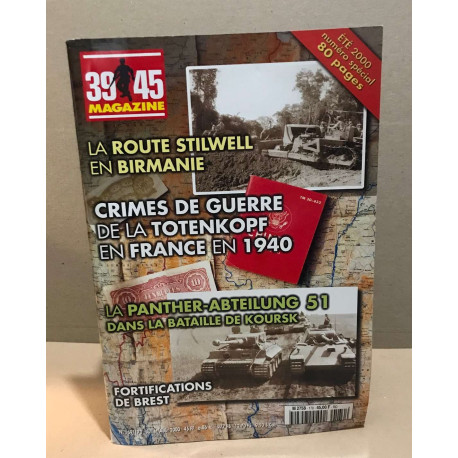 39 45
MAGAZINE
ÉTÉ 2000
numéro spécial
80 pages
LA ROUTE STILWELL
EN BIRMANIE
CRIMES DE GUERRE
DE LA TOTENKOPF
EN FRANCE EN 1940
LA PANTHER-ABTEILUNG 51
DANS LA BATAILLE DE KOURSK
FORTIFICATIONS
DE BREST